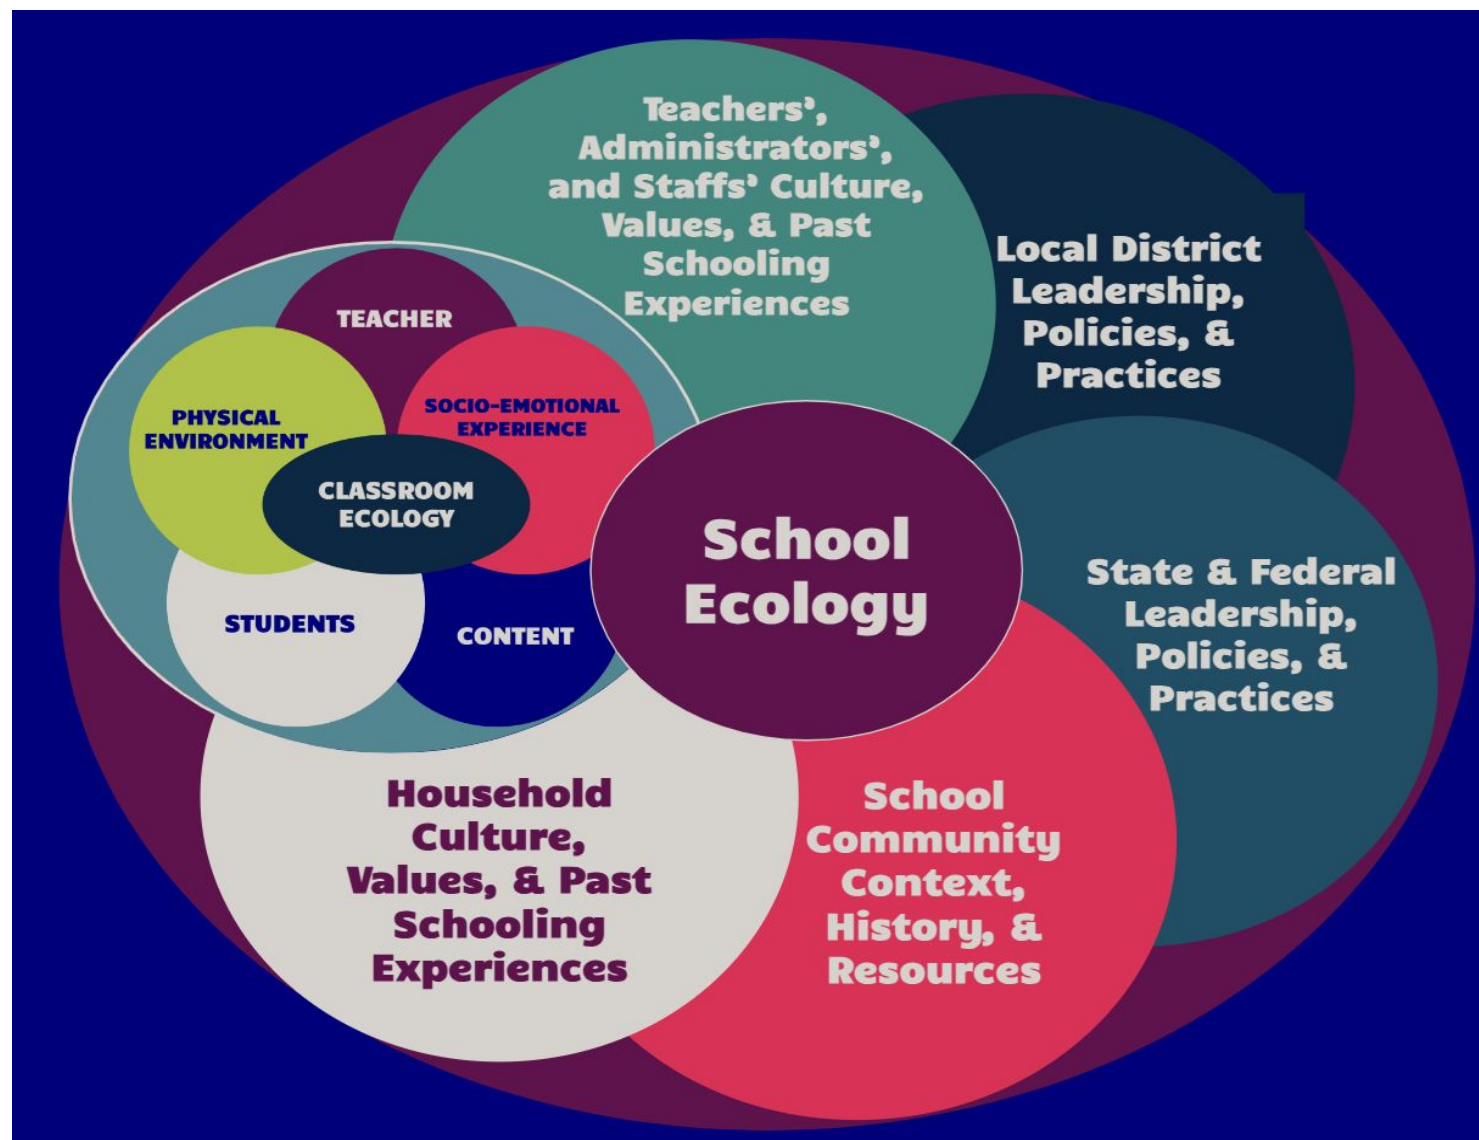 Teachers’,
Administrators’,
and Staffs’ Culture,
Values, & Past
Schooling
Experiences
Local District
Leadership,
Policies, &
Practices
TEACHER
PHYSICAL
ENVIRONMENT
SOCIO-EMOTIONAL
EXPERIENCE
CLASSROOM
ECOLOGY
STUDENTS
CONTENT
School
Ecology
State & Federal
Leadership,
Policies, &
Practices
Household
Culture,
Values, & Past
Schooling
Experiences
School
Community
Context,
History, &
Resources